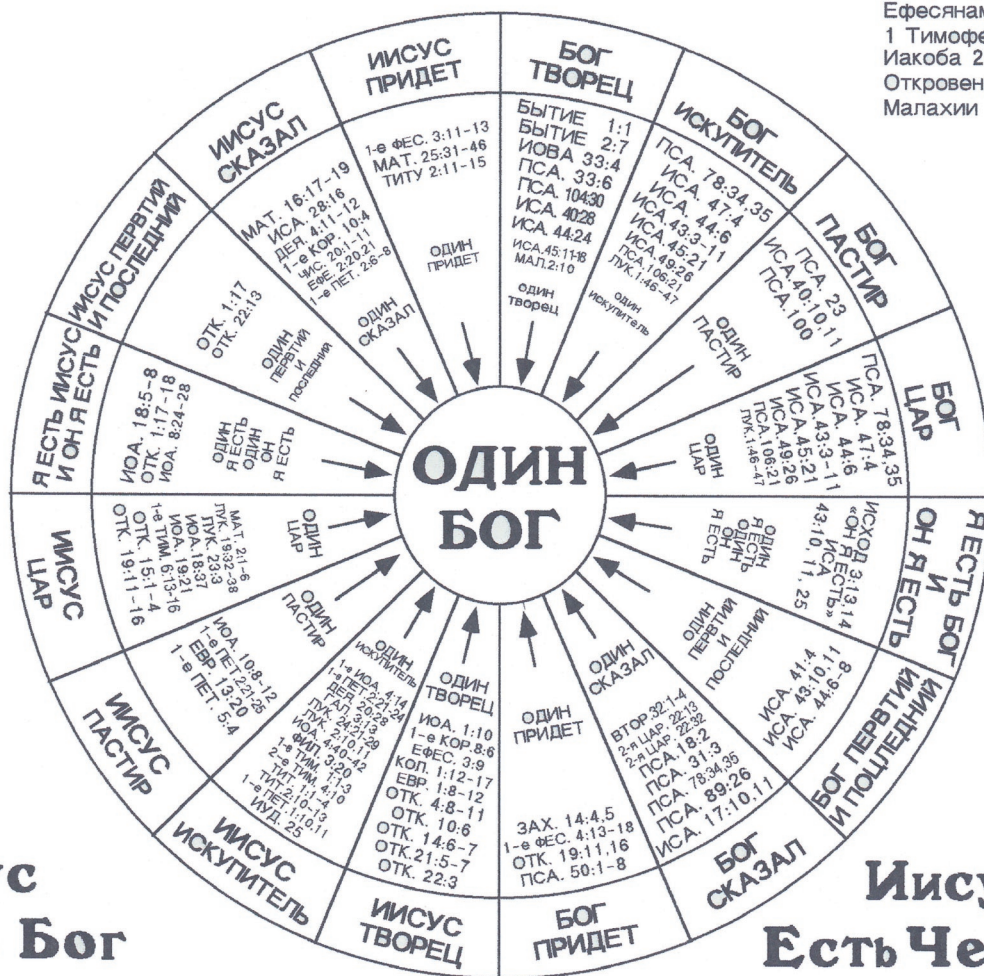 Ефесянам
1 Тимофе
Иакоба 2
Откровен
Малахии
ИИСУС
ПРИДЕТ
1-е ФЕС. 3:11-13
МАТ. 25:31-46
ТИТУ 2:11-15
ОДИН
ПРИДЕТ
БОГ
ТВОРЕЦ
БЫТИЕ 1:1
БЫТИЕ 2:7
ИОВА 33:4
ПСА. 33:6
ПСА. 104:30
ИСА. 40:28
ИСА. 44:24
ИСА.45:11-18
МАЛ.2:10
ОДИН
Творец
БОГ
ИСКУПИТЕЛЬ
ПСА. 78:34,35
ИСА. 47:4
ИСА. 44:6
ИСА.43:3-11
ИСА.45:21
ИСА.49:26
ПСА.106:21
ЛУК.1:46-47
ОДИН
ИСКУПИТЕЛЬ
БОГ
ПАСТИР
ПСА. 23
ИСА.40:10,11
ПСА.100
ОДИН
ПАСТИР
БОГ
ЦАР
ПСА. 78:34,35
ИСА. 47:4
ИСА. 44:6
ИСА.43:3-11
ИСА.45:21
ИСА.49:26
ПСА.106:21
ЛУК.1:46-47
ОДИН
ЦАР
Я ЕСТЬ БОГ
И
ОН Я ЕСТЬ
ИСХОД 3:13,14
«ОН Я ЕСТЬ»
ИСА
43:10, 11, 25
ОДИН
Я ЕСТЬ
ОДИН
ОН
Я ЕСТЬ
БОГ ПЕРВТИЙ
И ПОЦЛЕДНИЙ
ИСА. 41:4
ИСА. 43:10,11
ИСА. 44:6-8
ОДИН
ПЕРВТИЙ
И
ПОСЛЕДНИЙ
БОГ
СКАЗАЛ
ВТОР.32:1-4
2-я ЦАР. 22:13
2-я ЦАР. 22:32
ПСА. 18:2
ПСА. 31:3
ПСА. 78:34,35
ПСА. 89:26
ИСА. 17:10,11
ОДИН
СКАЗАЛ
БОГ
ПРИДЕТ
ЗАХ. 14:4,5
1-е ФЕС. 4:13-18
ОТК. 19:11,16
ПСА. 50:1-8
ОДИН
ПРИДЕТ
ИИСУС
ТВОРЕЦ
ОДИН
ТВОРЕЦ
ИОА. 1:10
1-е КОР.8:6
ЕФЕС. 3:9
КОЛ. 1:12-17
ЕВР. 1:8-12
ОТК. 4:8-11
ОТК. 10:6
ОТК. 14:6-7
ОТК.21:5-7
ОТК. 22:3
ИИСУС
ИСКУПИТЕЛЬ
ОДИН
ИСКУПИТЕЛЬ
1-е ИОА. 4:14
1-е ПЕТ.2:21-24
ДЕЯ. 20:28
ГАЛ. 3:13
ЛУК. 24:21,29
ЛУК. 2:10,11
ИОА. 4:40-42
ФИЛ. 3:20
1-е ТИМ. 1:1-3
2-е ТИМ. 4:10
ТИТ. 1:1-4
ТИТ. 2:10-13
1-е ПЕТ.1:10,11
ИУД. 25
ИИСУС
ПАСТИР
ОДИН
ПАСТИР
ИОА. 10:8-12
1-е ПЕТ.2:21-25
ЕВР. 13-20
1-е ПЕТ. 5:4
ИИСУС
ЦАР
ОДИН
ЦАР
МАТ. 2:1-6
ЛУК. 19:32-38
ЛУК. 23:3
ИОА. 18:37
ИОА. 19:21
1-е ТИМ.6:13-16
ОТК. 15:1-4
ОТК. 19:11-16
Я ЕСТЬ ИИСУС
И ОН Я ЕСТЬ
ИОА. 18:5-8
ОТК. 1:17-18
ИОА. 8:24-28
ОДИН
Я ЕСТЬ
ОДИН
ОН
Я ЕСТЬ
ИИСУС ПЕРВТИЙ
И ПОСЛЕДНИЙ
ОТК. 1:17
ОТК. 22:13
ОДИН
ПЕРВТИЙ
И
ПОСЛЕДНИЙ
ИИСУС
СКАЗАЛ
МАТ. 16:17-19
ИСА. 28:16
ДЕЯ. 4:11-12
1-е КОР. 10:4
ЧИС. 20:1-11
ЕФЕ. 2:20,21
1-е ПЕТ. 2:6-8
ОДИН
СКАЗАЛ
ОДИН
БОГ
ус
Бог
Иису
Есть Че